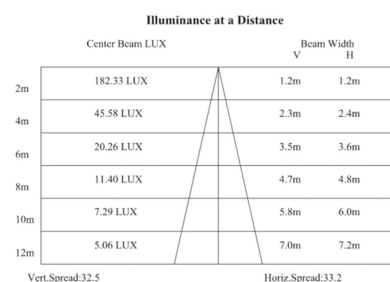 Illuminance at a Distance
Center Beam LUX Beam Width
V H
2m 182.33 LUX 1.2m 1.2m
4m 45.58 LUX 2.3m 2.4m
6m 20.26 LUX 3.5m 3.6m
8m 11.40 LUX 4.7m 4.8m
10m 7.29 LUX 5.8m 6.0m
12m 5.06 LUX 7.0m 7.2m
Vert.Spread:32.5 Horiz.Spread:33.2